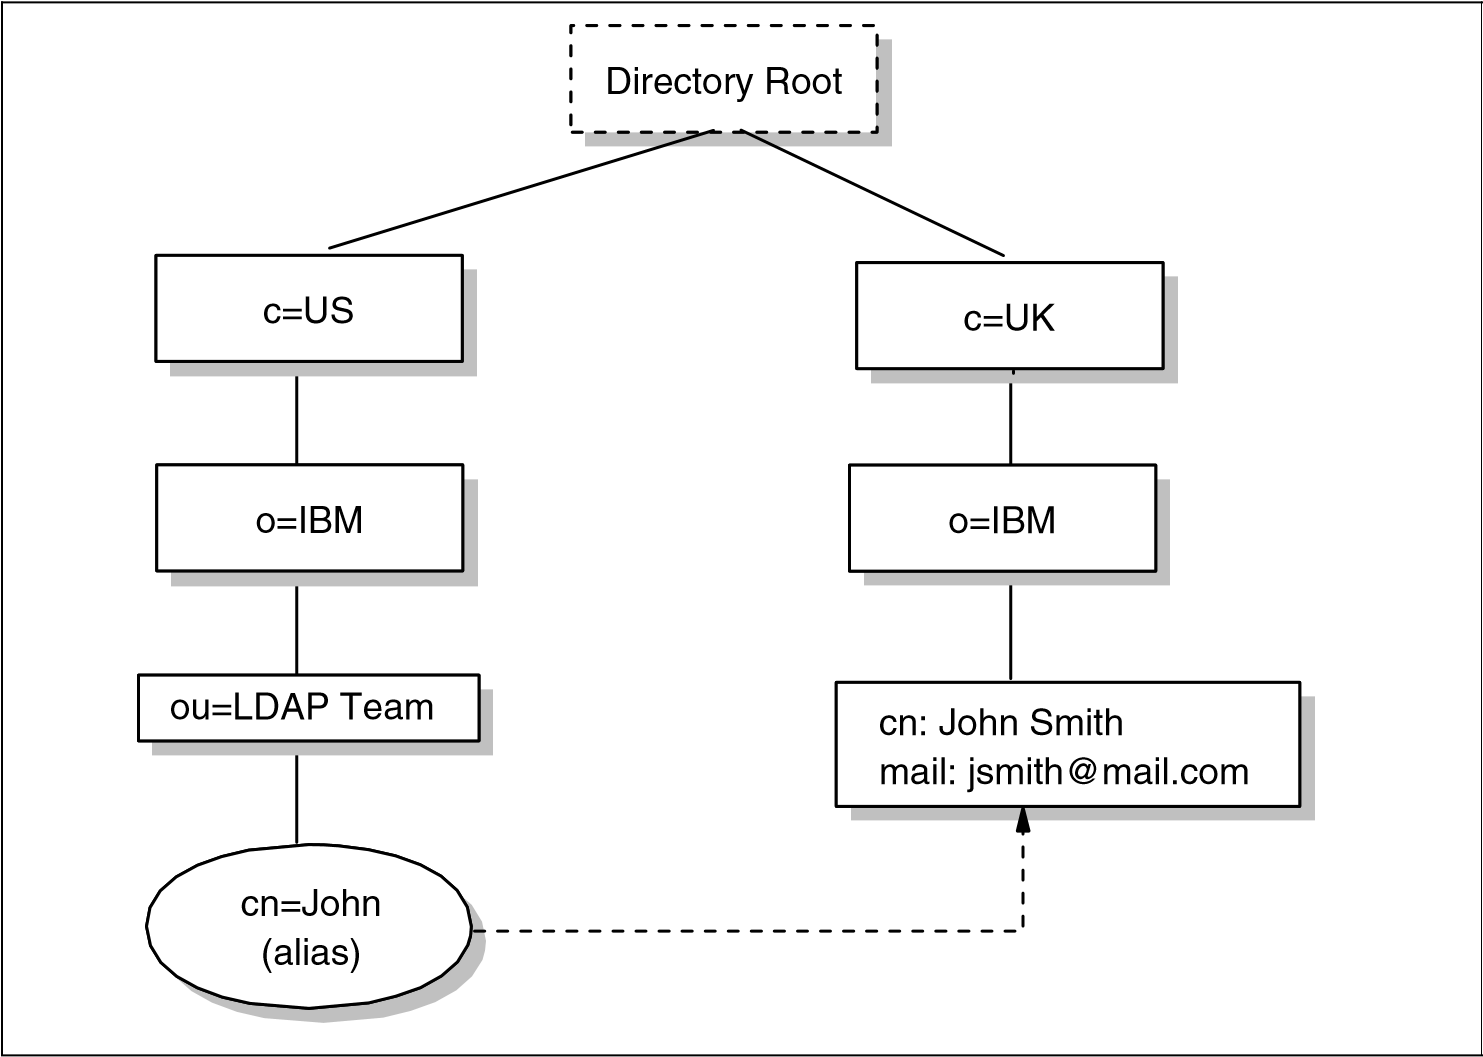 Directory Root
c=US
c=UK
o=IBM
o=IBM
ou=LDAP Team
cn: John Smith
mail: jsmith@mail.com
cn=John
(alias)